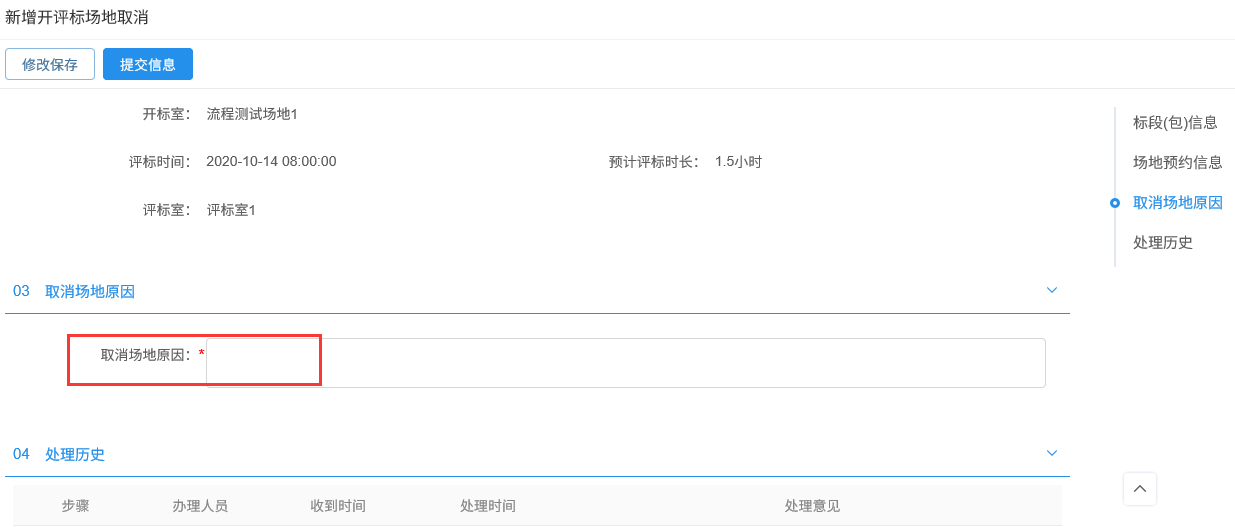 新增开评标场地取消
修改保存 提交信息
开标室： 流程测试场地1
评标时间： 2020-10-14 08:00:00 预计评标时长： 1.5小时
评标室： 评标室1
03 取消场地原因
取消场地原因：*
04 处理历史
步骤 办理人员 收到时间 处理时间 处理意见
标段(包)信息
场地预约信息
取消场地原因
处理历史